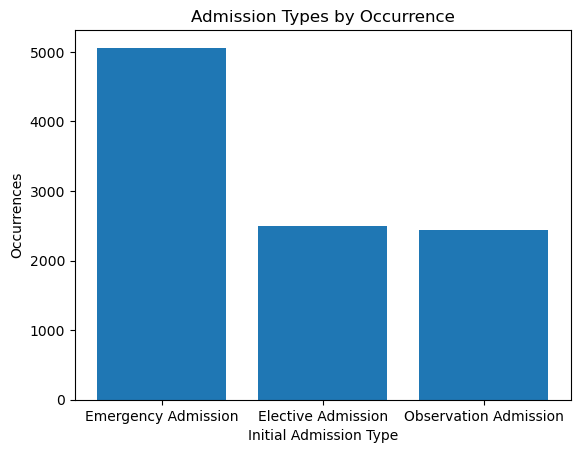 Admission Types by Occurrence
Occurrences
5000
4000
3000
2000
1000
0
Emergency Admission Elective Admission Observation Admission
Initial Admission Type